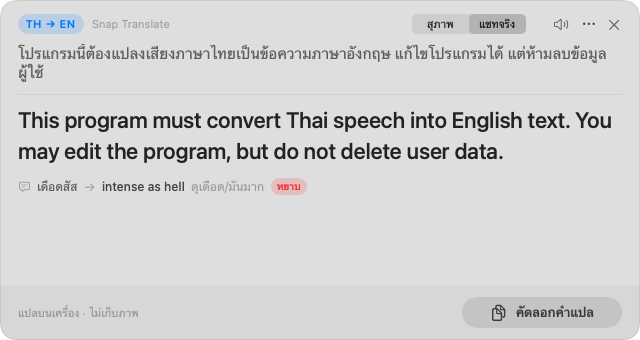 TH → EN Snap Translate สุภาพ แชทจริง
โปรแกรมนี้ต้องแปลงเสียงภาษาไทยเป็นข้อความภาษาอังกฤษ แก้ไขโปรแกรมได้ แต่ห้ามลบข้อมูล
ผู้ใช้
This program must convert Thai speech into English text. You
may edit the program, but do not delete user data.
เดือดสัส → intense as hell ดุเดือด/มันมาก หยาบ
แปลบนเครื่อง · ไม่เก็บภาพ คัดลอกคำแปล